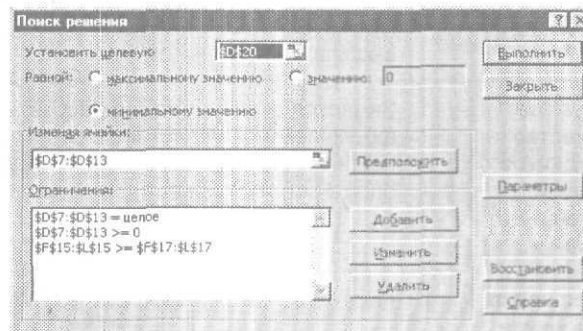 Поиск решения
Установить целевую: $D$20
Выполнить
Равной: максимальному значению значению: 0
Закрыть
минимальному значению
Изменяя ячейки:
$D$7:$D$13
Предположить
Ограничения:
Параметры
$D$7:$D$13 = целое
$D$7:$D$13 >= 0
$F$15:$L$15 >= $F$17:$L$17
Добавить
Изменить
Удалить
Восстановить
Справка